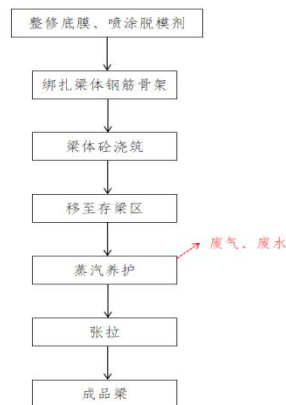 整修底膜、喷涂脱模剂
绑扎梁体钢筋骨架
梁体砼浇筑
移至存梁区
废气、废水
蒸汽养护
张拉
成品梁